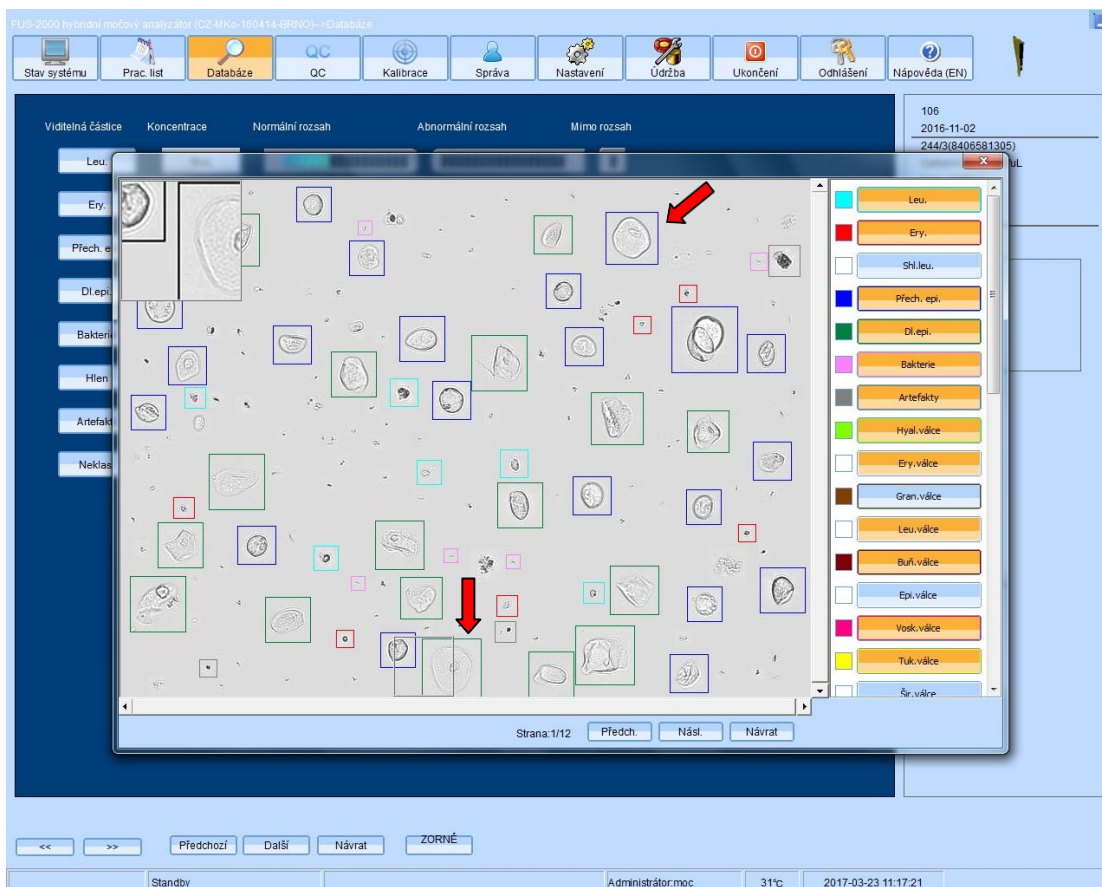 FUS-2000 hybridní močový analyzátor (CZ-MKo-160414-BRNO)-->Databáze
Stav systému
Prac. list
Databáze
QC
QC
Kalibrace
Správa
Nastavení
Údržba
Ukončení
Odhlášení
Nápověda (EN)
Viditelná částice
Koncentrace
Normální rozsah
Abnormální rozsah
Mimo rozsah
106
2016-11-02
244/3(8406581305)
uL
Leu.
Ery.
Přech. e
Dl.epi.
Bakteri
Hlen
Artefak
Neklas
Leu.
Ery.
Shl.leu.
Přech. epi.
Dl.epi.
Bakterie
Artefakty
Hyal.válce
Ery.válce
Gran.válce
Leu.válce
Buň.válce
Epi.válce
Vosk.válce
Tuk.válce
Šir.válce
Strana:1/12
Předch.
Násl.
Návrat
<<
>>
Předchozí
Další
Návrat
ZORNÉ
Standby
Administrátor:moc
31°C
2017-03-23 11:17:21